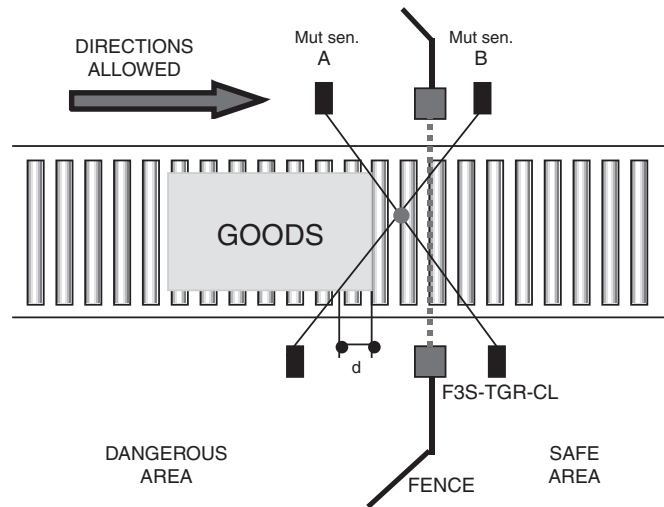 DIRECTIONS
ALLOWED
Mut sen.
A
Mut sen.
B
GOODS
d
F3S-TGR-CL
DANGEROUS
AREA
FENCE
SAFE
AREA